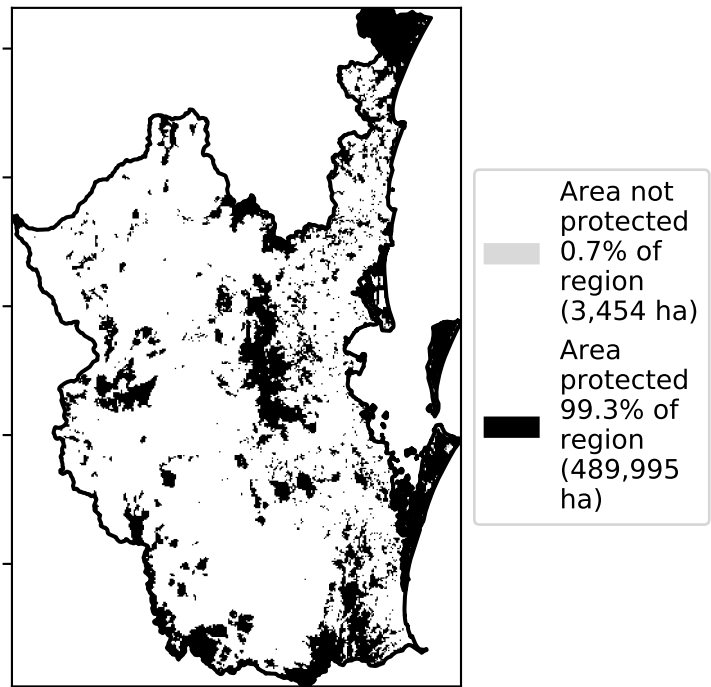 Area not
protected
0.7% of
region
(3,454 ha)
Area
protected
99.3% of
region
(489,995
ha)